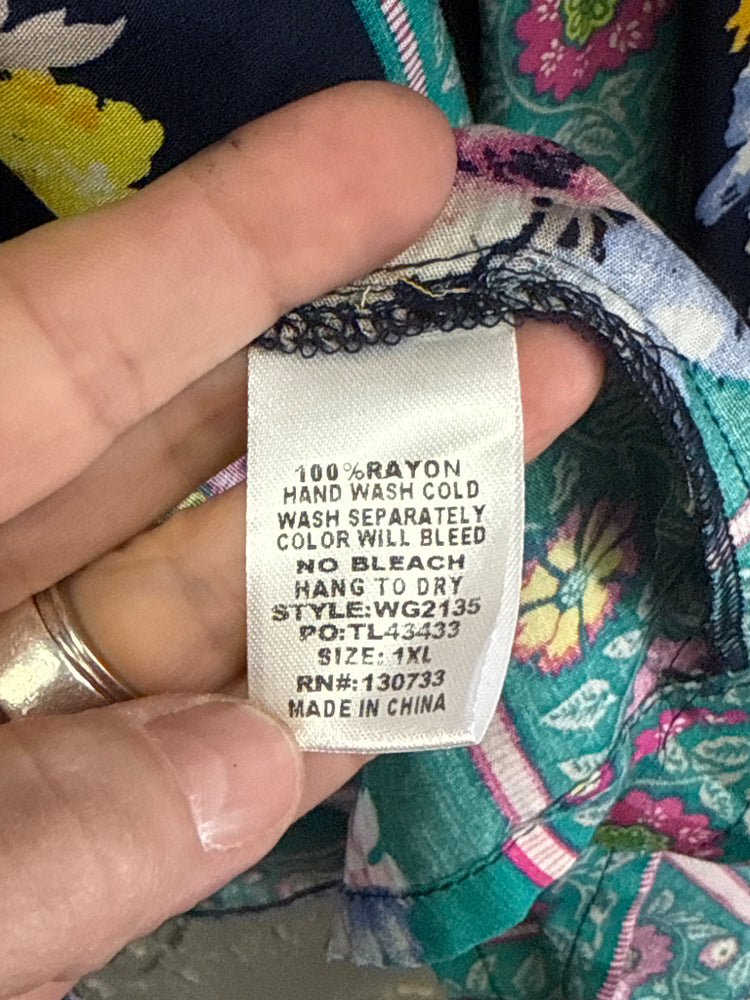 100%RAYON
HAND WASH COLD
WASH SEPARATELY
COLOR WILL BLEED
NO BLEACH
HANG TO DRY
STYLE:WG2135
PO:TL43433
SIZE: 1XL
RN#: 130733
MADE IN CHINA